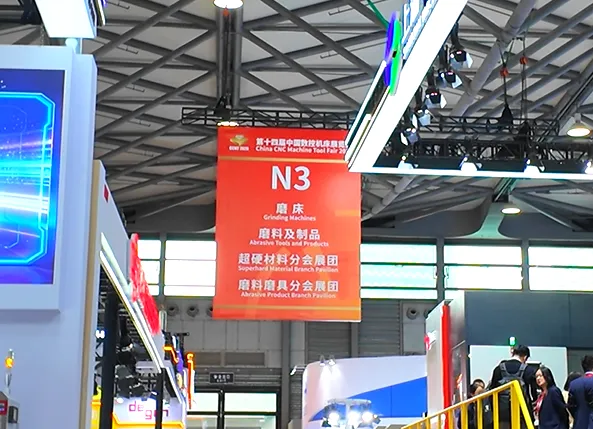 第十四届中国数控机床展览
China CNC Machine Tool Fair 20
N3
磨床
Grinding Machines
磨料及制品
Abrasive Tools and Products
超硬材料分会展团
Superhard Material Branch Pavilion
磨料磨具分会展团
Abrasive Product Branch Pavilion